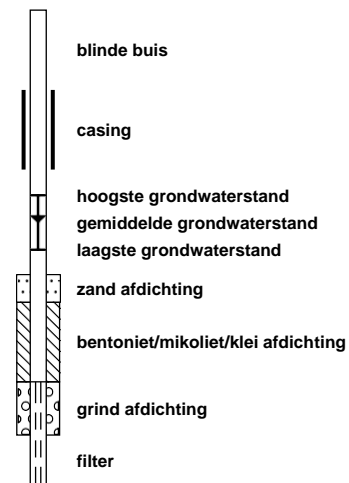 blinde buis
casing
hoogste grondwaterstand
gemiddelde grondwaterstand
laagste grondwaterstand
zand afdichting
bentoniet/mikoliet/klei afdichting
grind afdichting
filter